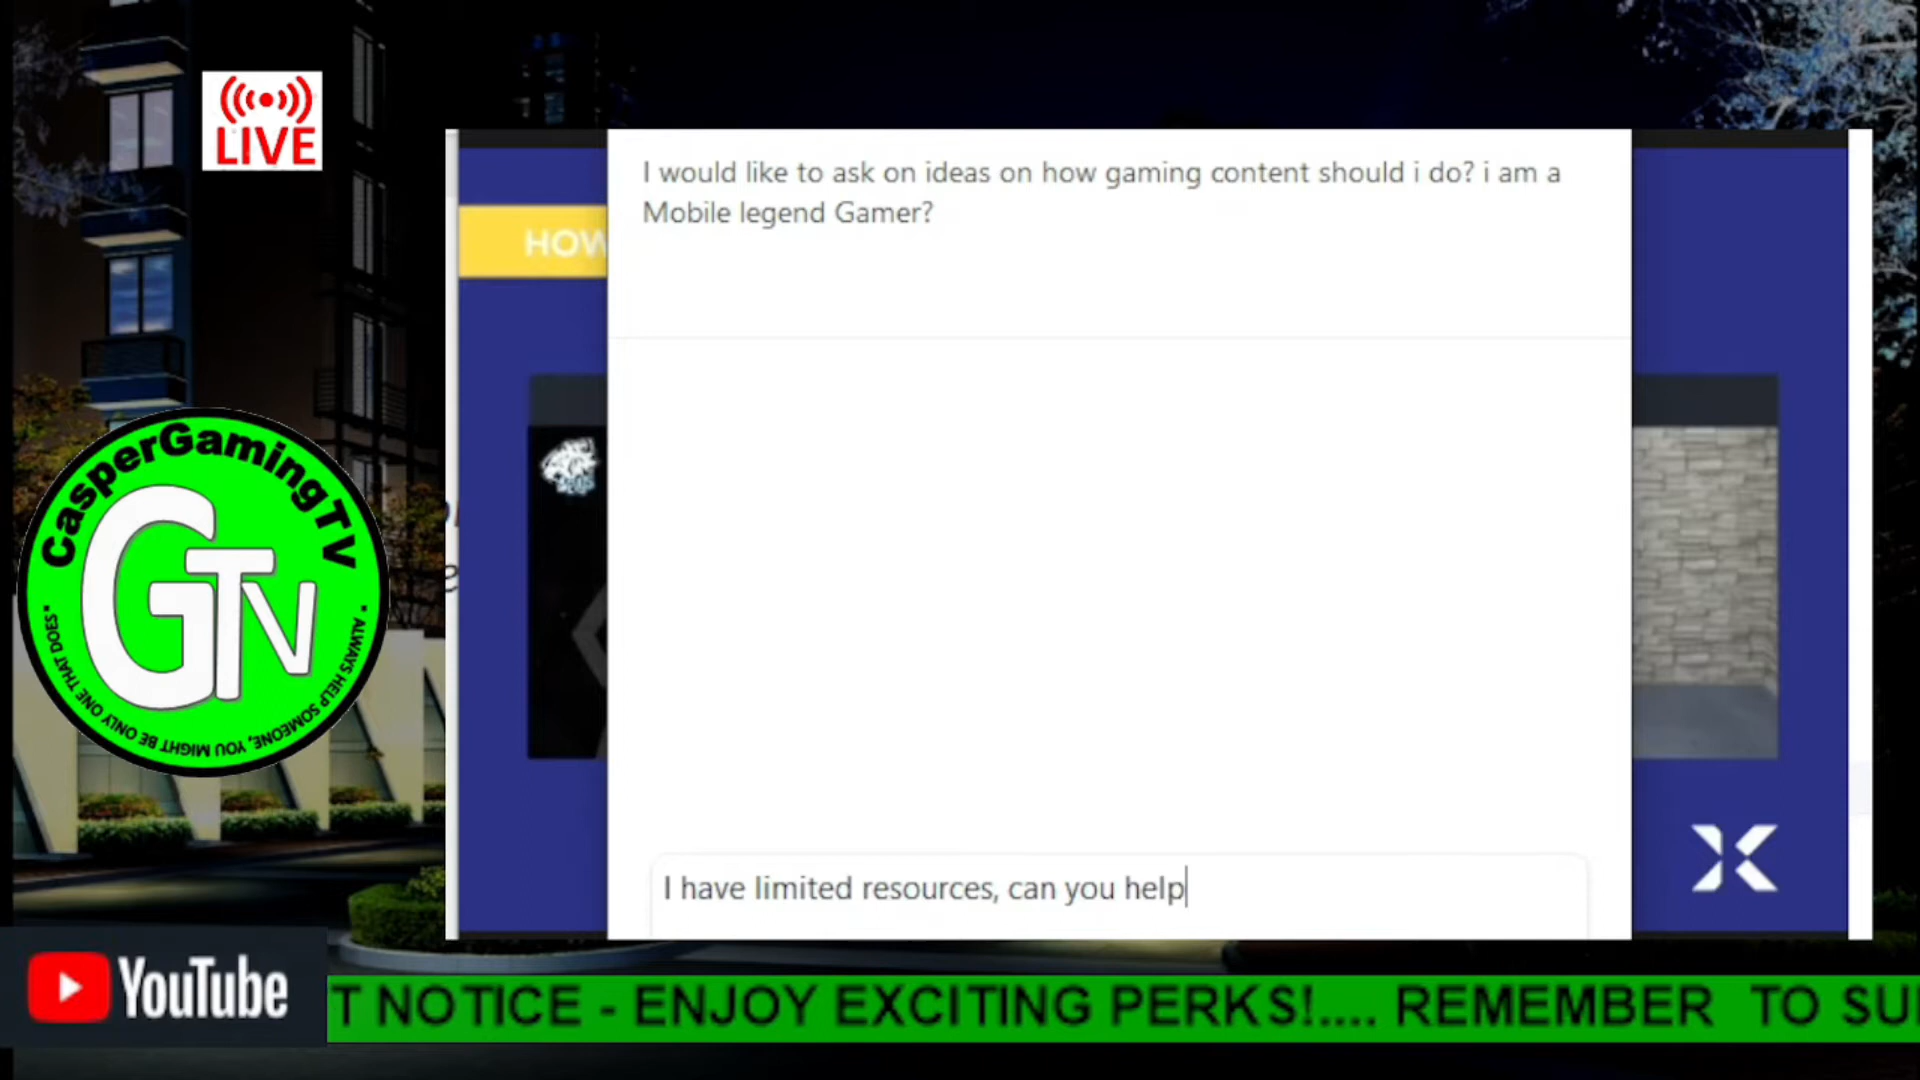 LIVE
I would like to ask on ideas on how gaming content should i do? i am a
Mobile legend Gamer?
HOW
CasperGamingTV
GTV
ALWAYS HELP SOMEONE, YOU MIGHT BE ONLY ONE THAT DOES
I have limited resources, can you help
YouTube
T NOTICE - ENJOY EXCITING PERKS!.... REMEMBER TO SU